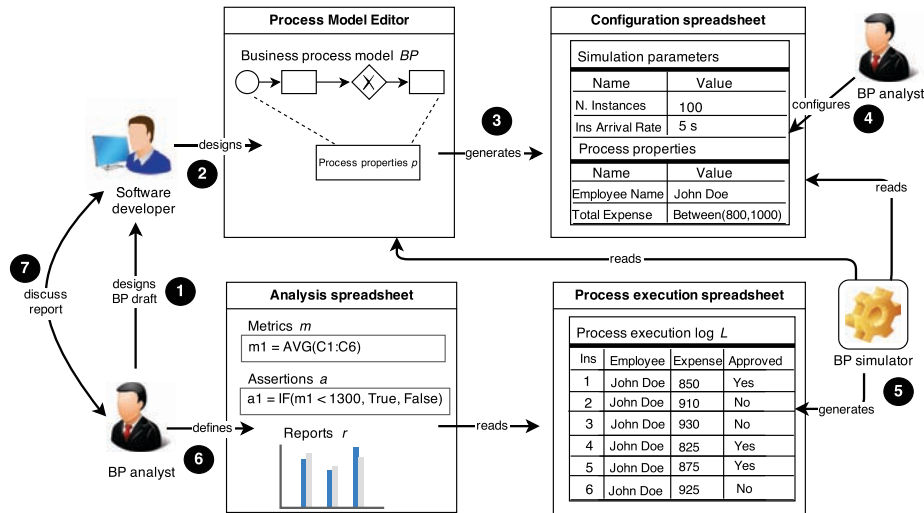 Process Model Editor
Business process model BP
X
Process properties p
Configuration spreadsheet
Simulation parameters
Name Value
N. Instances 100
Ins Arrival Rate 5 s
Process properties
Name Value
Employee Name John Doe
Total Expense Between(800,1000)
BP analyst
4
configures
3
generates
designs
2
Software
developer
reads
reads
7
discuss
report
designs
BP draft
1
Analysis spreadsheet
Metrics m
m1 = AVG(C1:C6)
Assertions a
a1 = IF(m1 < 1300, True, False)
Reports r
Process execution spreadsheet
Process execution log L
Ins Employee Expense Approved
1 John Doe 850 Yes
2 John Doe 910 No
3 John Doe 930 No
4 John Doe 825 Yes
5 John Doe 875 Yes
6 John Doe 925 No
BP simulator
5
generates
defines
6
BP analyst
reads